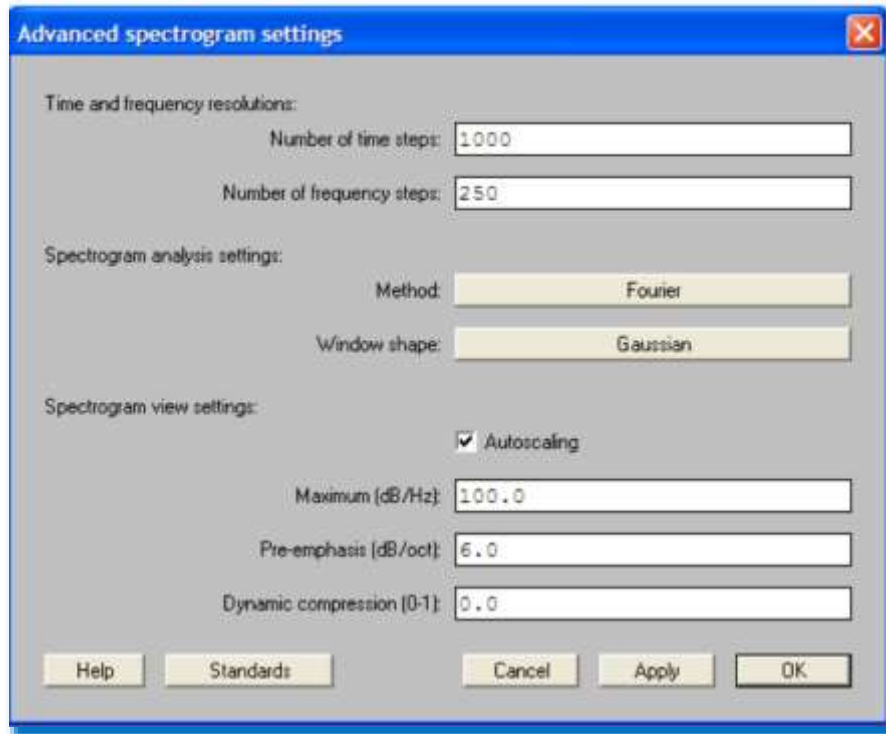 Advanced spectrogram settings
Time and frequency resolutions:
Number of time steps: 1000
Number of frequency steps: 250
Spectrogram analysis settings:
Method: Fourier
Window shape: Gaussian
Spectrogram view settings:
Autoscaling
Maximum (dB/Hz): 100.0
Pre-emphasis (dB/oct): 6.0
Dynamic compression (0-1): 0.0
Help Standards Cancel Apply OK